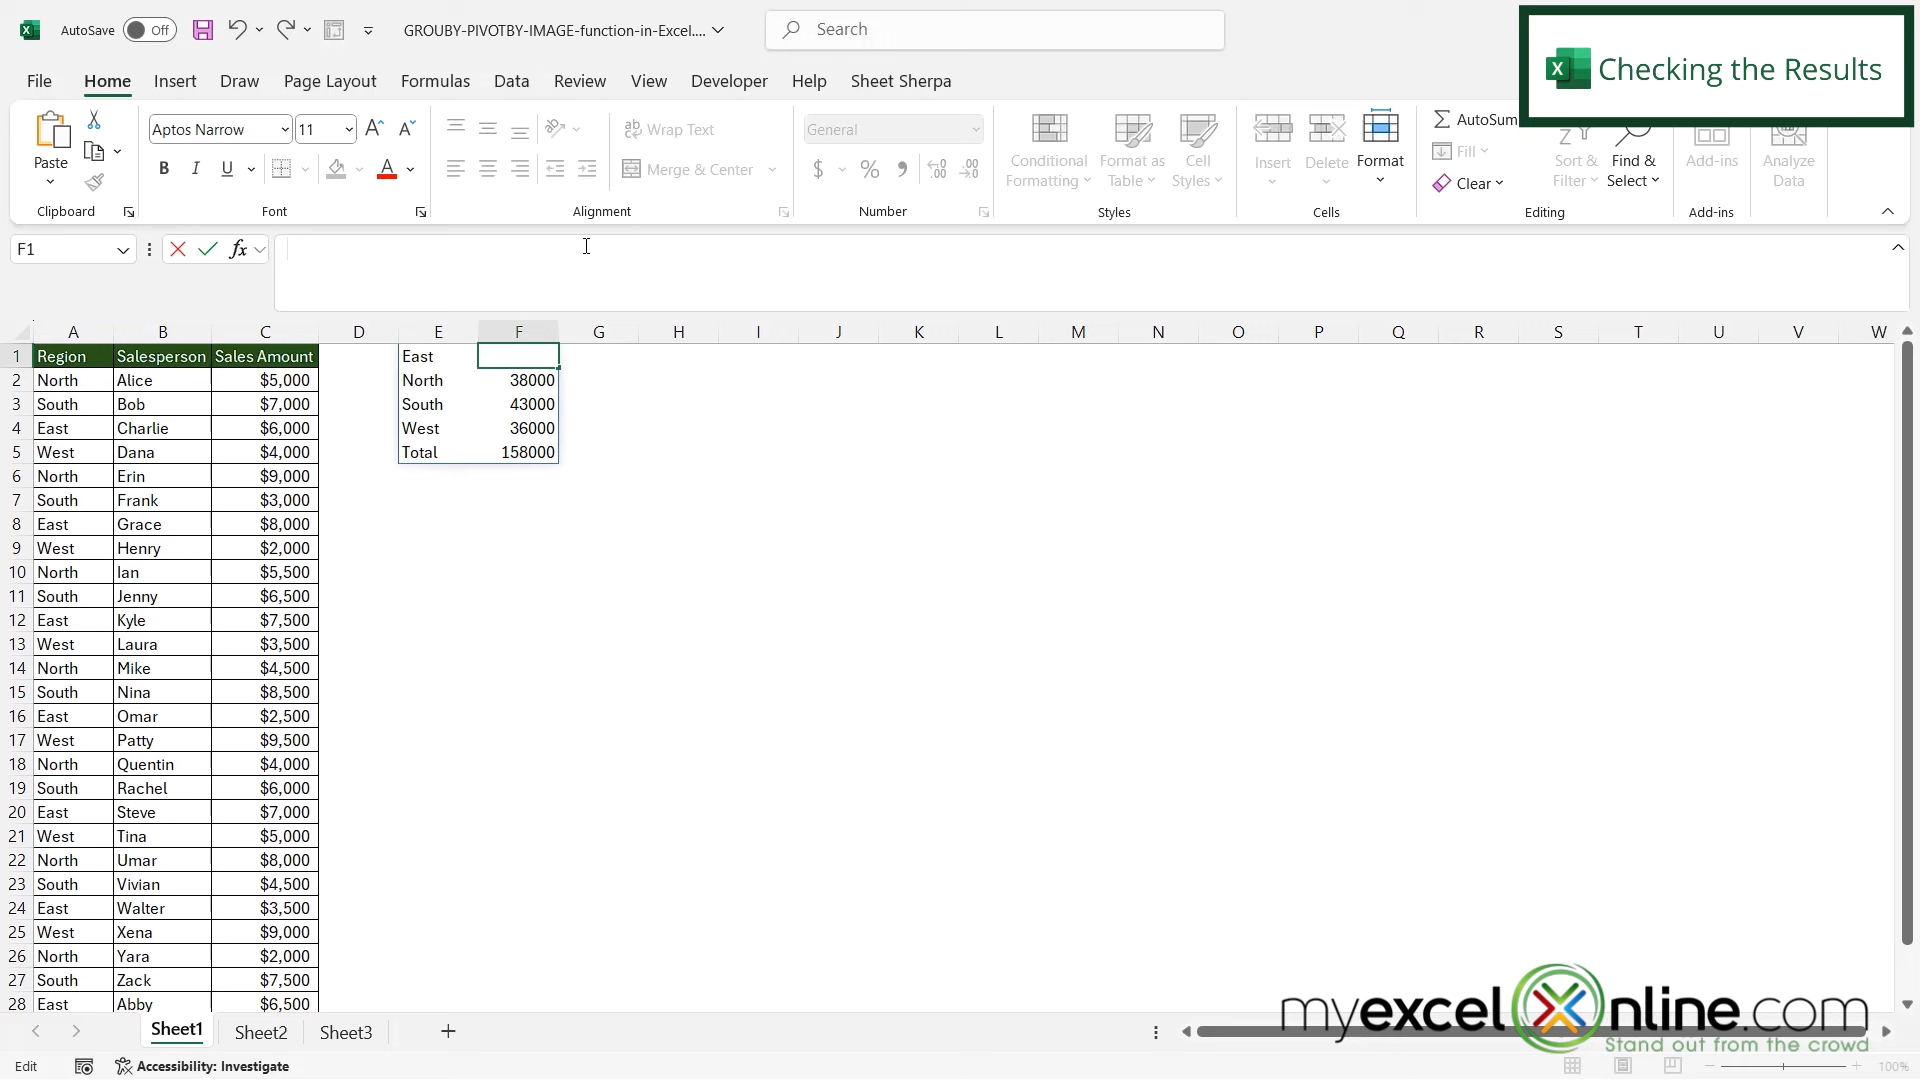 AutoSave Off GROUBY-PIVOTBY-IMAGE-function-in-Excel.... Search
Checking the Results
File Home Insert Draw Page Layout Formulas Data Review View Developer Help Sheet Sherpa
Paste
Clipboard
Aptos Narrow 11
B I U A
Font
Wrap Text
Merge & Center
Alignment
General
$ % 9 .00 .00
Number
Conditional Formatting
Format as Table
Cell Styles
Styles
Insert Delete Format
Cells
AutoSum
Fill
Clear
Sort & Filter
Find & Select
Editing
Add-ins
Add-ins
Analyze Data
F1 fx
A B C D E F G H I J K L M N O P Q R S T U V W
1 Region Salesperson Sales Amount East
2 North Alice $5,000 North 38000
3 South Bob $7,000 South 43000
4 East Charlie $6,000 West 36000
5 West Dana $4,000 Total 158000
6 North Erin $9,000
7 South Frank $3,000
8 East Grace $8,000
9 West Henry $2,000
10 North Ian $5,500
11 South Jenny $6,500
12 East Kyle $7,500
13 West Laura $3,500
14 North Mike $4,500
15 South Nina $8,500
16 East Omar $2,500
17 West Patty $9,500
18 North Quentin $4,000
19 South Rachel $6,000
20 East Steve $7,000
21 West Tina $5,000
22 North Umar $8,000
23 South Vivian $4,500
24 East Walter $3,500
25 West Xena $9,000
26 North Yara $2,000
27 South Zack $7,500
28 East Abby $6,500
myexcelOnline.com
Stand out from the crowd
Sheet1 Sheet2 Sheet3 +
Edit Accessibility: Investigate 100%